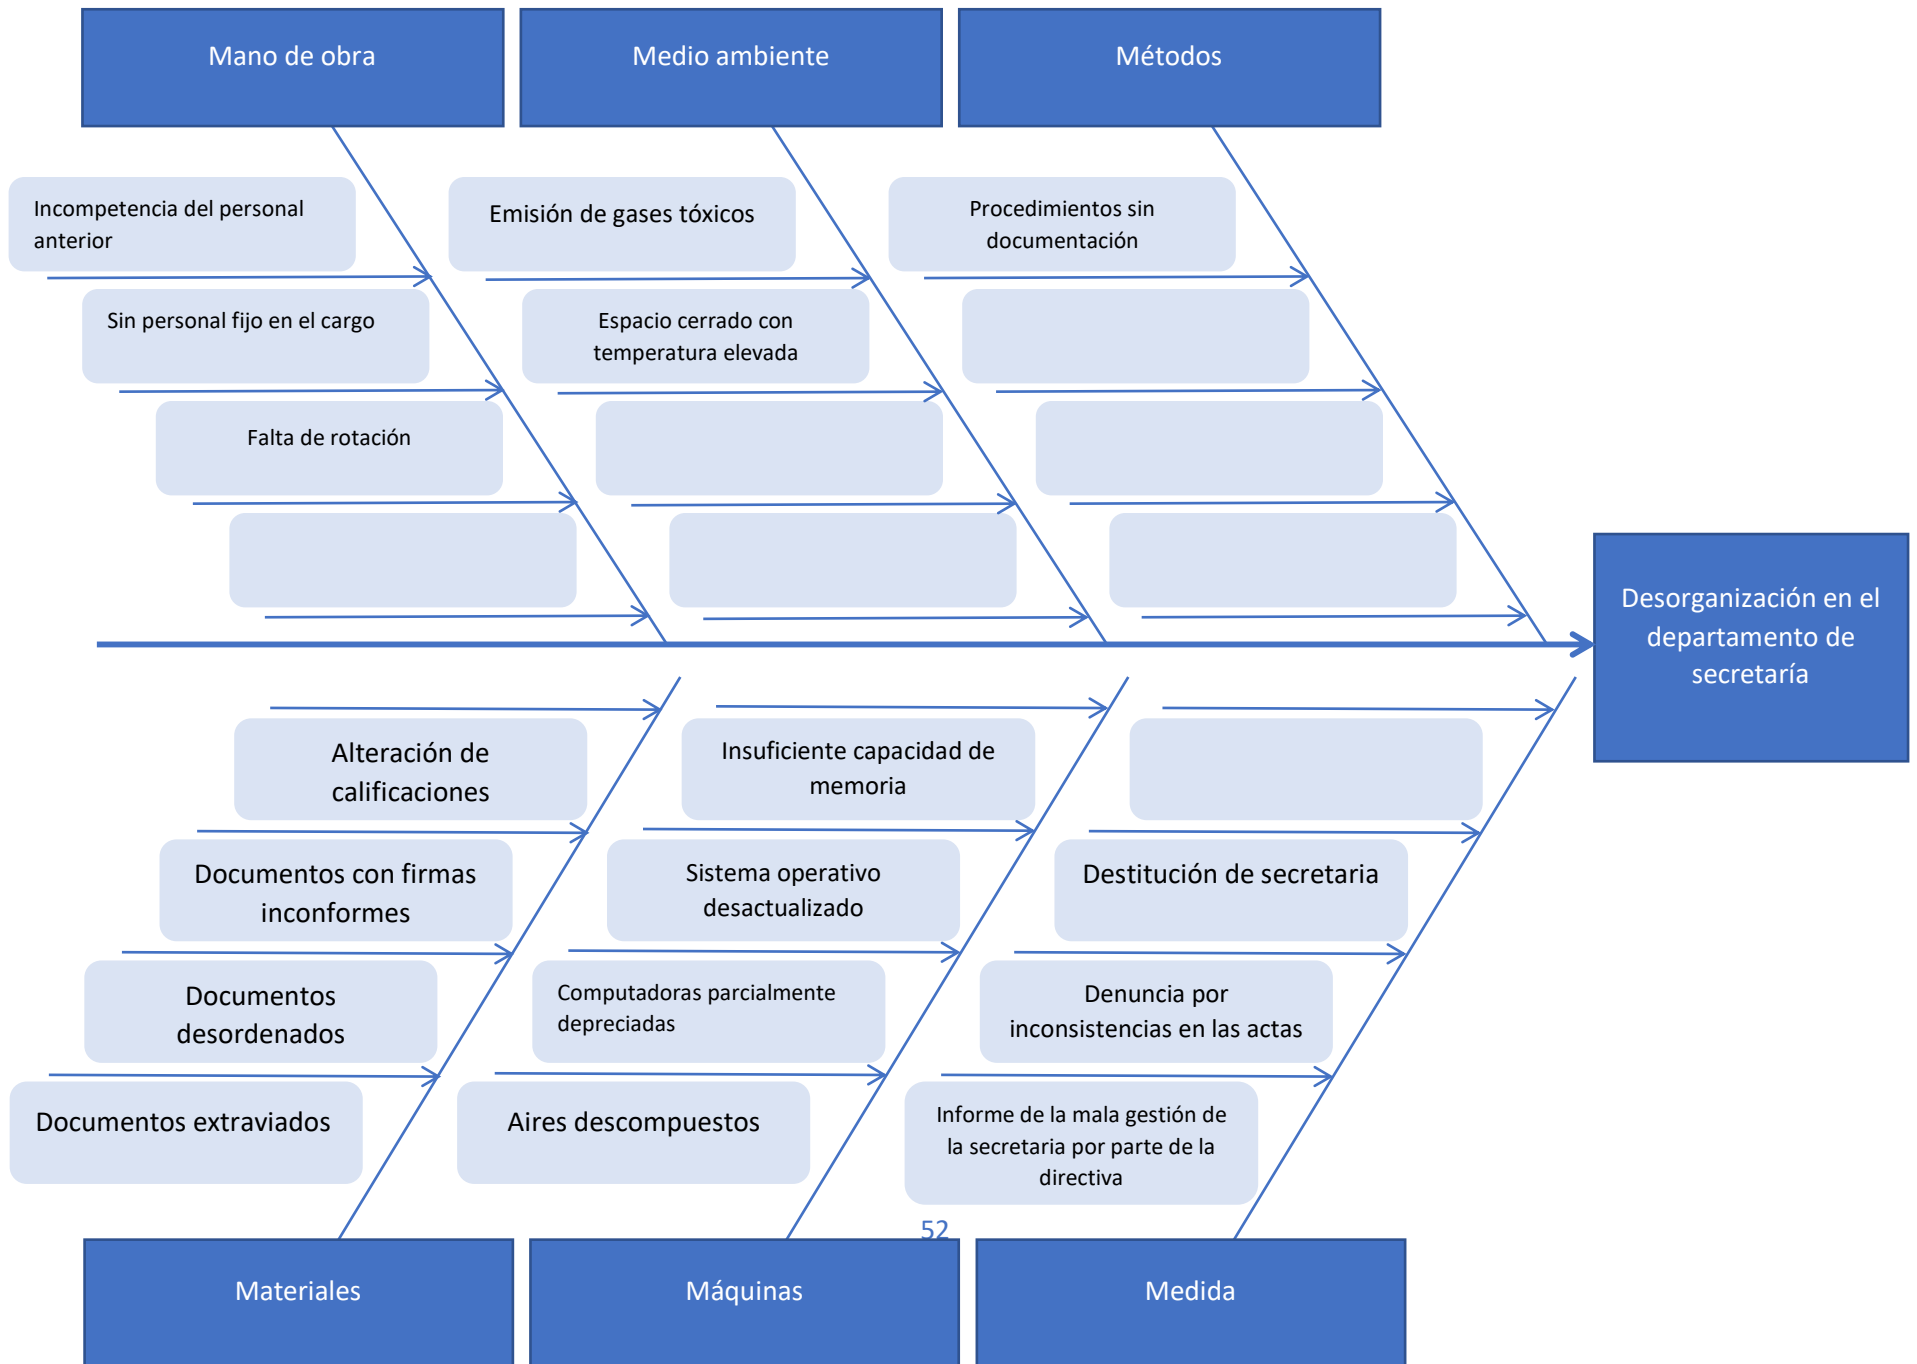 Mano de obra
Medio ambiente
Métodos
Incompetencia del personal
anterior
Emisión de gases tóxicos
Procedimientos sin
documentación
Sin personal fijo en el cargo
Espacio cerrado con
temperatura elevada
Falta de rotación
Desorganización en el
departamento de
secretaría
Alteración de
calificaciones
Insuficiente capacidad de
memoria
Documentos con firmas
inconformes
Sistema operativo
desactualizado
Destitución de secretaria
Documentos
desordenados
Computadoras parcialmente
depreciadas
Denuncia por
inconsistencias en las actas
Documentos extraviados
Aires descompuestos
Informe de la mala gestión de
la secretaria por parte de la
directiva
52
Materiales
Máquinas
Medida